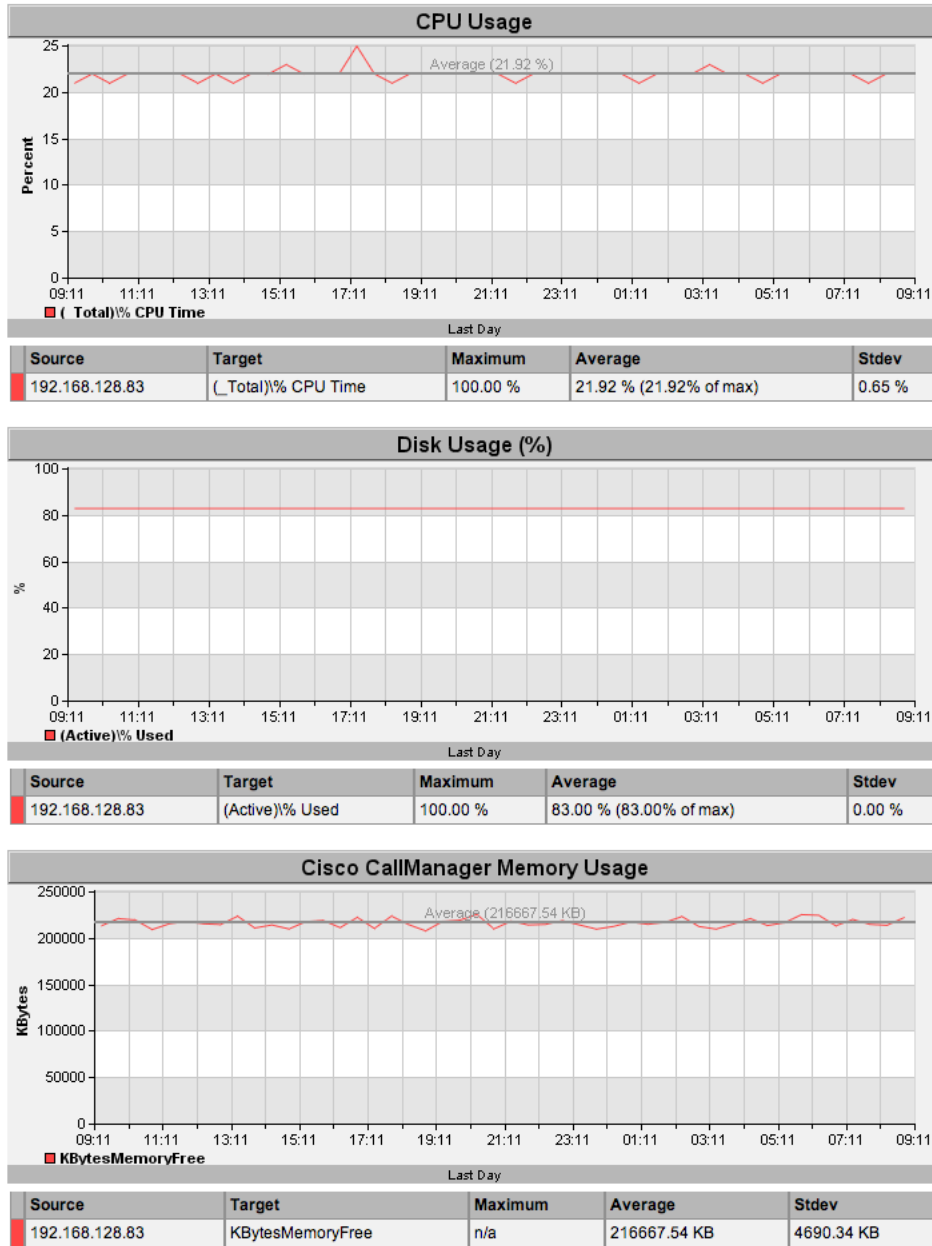 CPU Usage
25
20
15
10
5
0
Percent
Average (21.92 %)
09:11 11:11 13:11 15:11 17:11 19:11 21:11 23:11 01:11 03:11 05:11 07:11 09:11
(_Total)\% CPU Time
Last Day
Source Target Maximum Average Stdev
192.168.128.83 (_Total)\% CPU Time 100.00 % 21.92 % (21.92% of max) 0.65 %
Disk Usage (%)
100
80
60
40
20
0
%
09:11 11:11 13:11 15:11 17:11 19:11 21:11 23:11 01:11 03:11 05:11 07:11 09:11
(Active)\% Used
Last Day
Source Target Maximum Average Stdev
192.168.128.83 (Active)\% Used 100.00 % 83.00 % (83.00% of max) 0.00 %
Cisco CallManager Memory Usage
250000
200000
150000
100000
50000
0
KBytes
Average (216667.54 KB)
09:11 11:11 13:11 15:11 17:11 19:11 21:11 23:11 01:11 03:11 05:11 07:11 09:11
KBytesMemoryFree
Last Day
Source Target Maximum Average Stdev
192.168.128.83 KBytesMemoryFree n/a 216667.54 KB 4690.34 KB